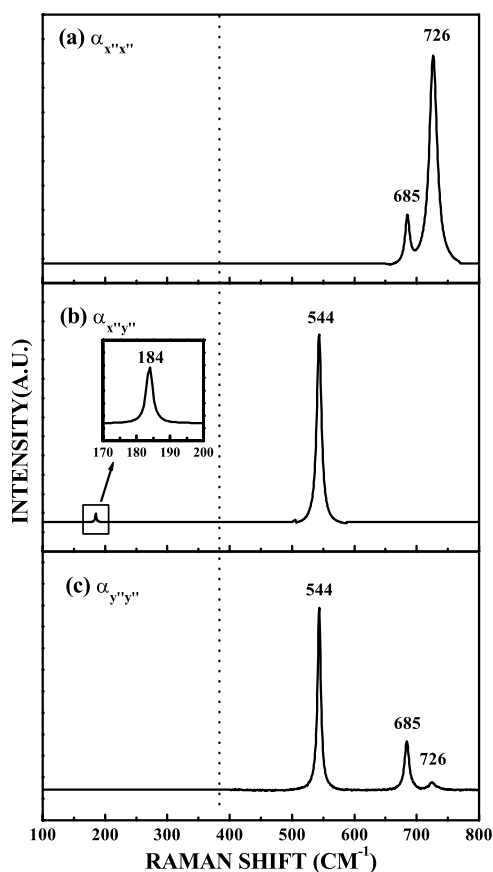 (a) αx''x''
726
685
(b) αx''y''
544
184
170 180 190 200
(c) αy''y''
544
685
726
100 200 300 400 500 600 700 800
RAMAN SHIFT (CM-1)
INTENSITY(A.U.)